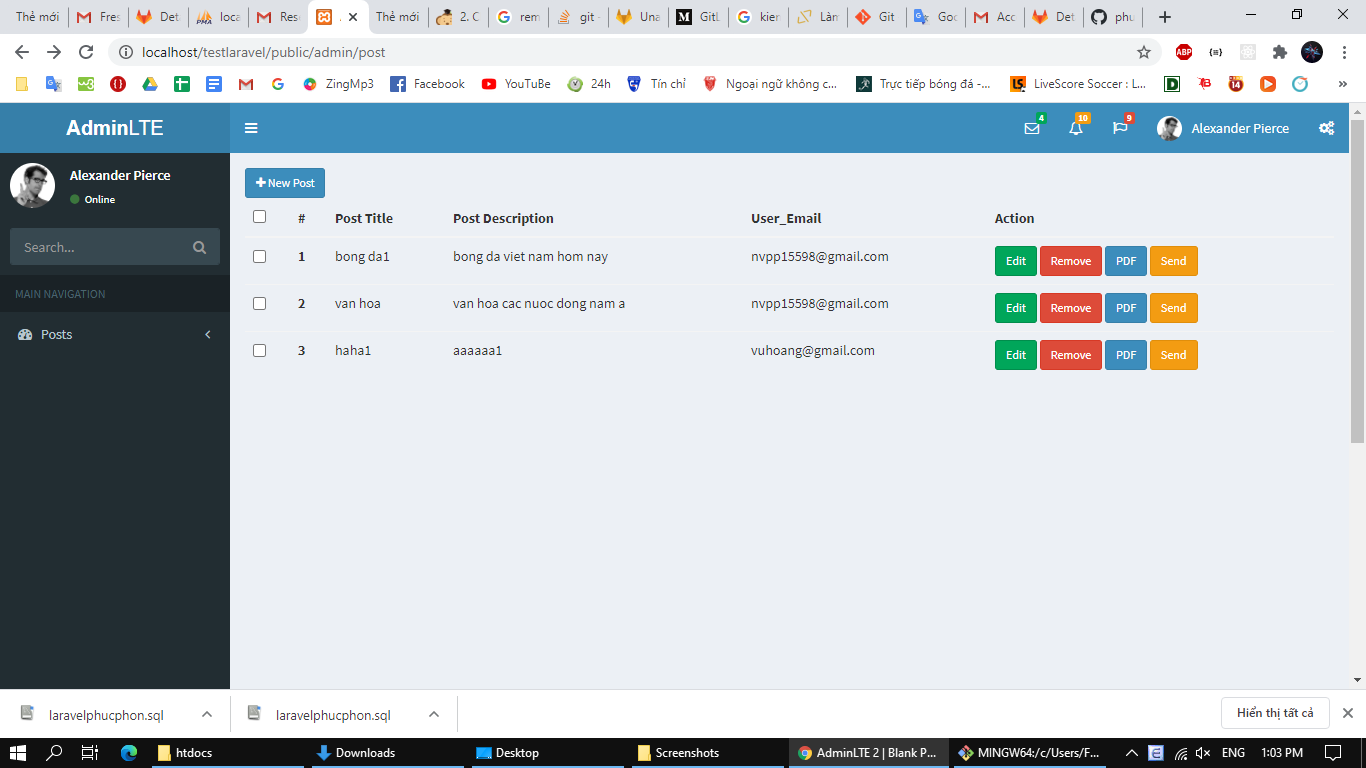 Thẻ mới Fres Det loca Rese Thẻ mới 2. C rem git Una GitL kien Làn Git Goo Acc Det phu
localhost/testlaravel/public/admin/post
ZingMp3 Facebook YouTuBe 24h Tín chỉ Ngoại ngữ không c... Trực tiếp bóng đá -... LiveScore Soccer : L... »
AdminLTE
4 10 9
Alexander Pierce
Alexander Pierce
Online
Search...
MAIN NAVIGATION
Posts
New Post
# Post Title Post Description User_Email Action
1 bong da1 bong da viet nam hom nay nvpp15598@gmail.com Edit Remove PDF Send
2 van hoa van hoa cac nuoc dong nam a nvpp15598@gmail.com Edit Remove PDF Send
3 haha1 aaaaaa1 vuhoang@gmail.com Edit Remove PDF Send
laravelphucphon.sql laravelphucphon.sql Hiển thị tất cả
htdocs Downloads Desktop Screenshots AdminLTE 2 | Blank P... MINGW64:/c/Users/F... ENG 1:03 PM